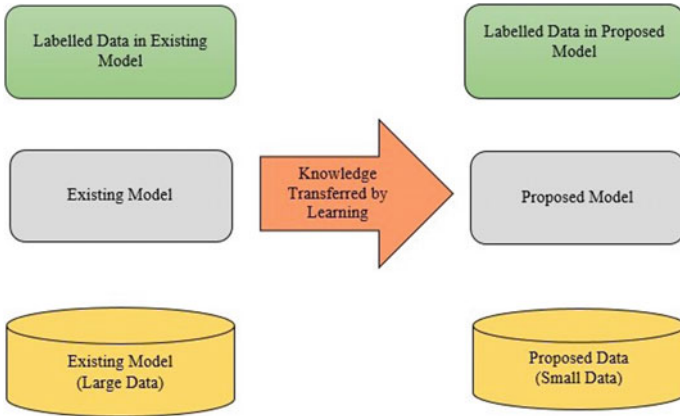 Labelled Data in Existing
Model
Labelled Data in Proposed
Model
Existing Model
Knowledge
Transferred by
Learning
Proposed Model
Existing Model
(Large Data)
Proposed Data
(Small Data)